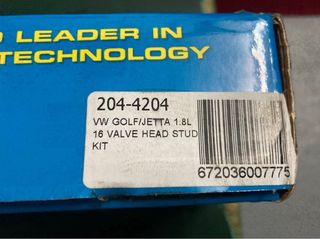 D LEADER IN
TECHNOLOGY
204-4204
VW GOLF/JETTA 1:8L
16 VALVE HEAD STUD
KIT
672036007775